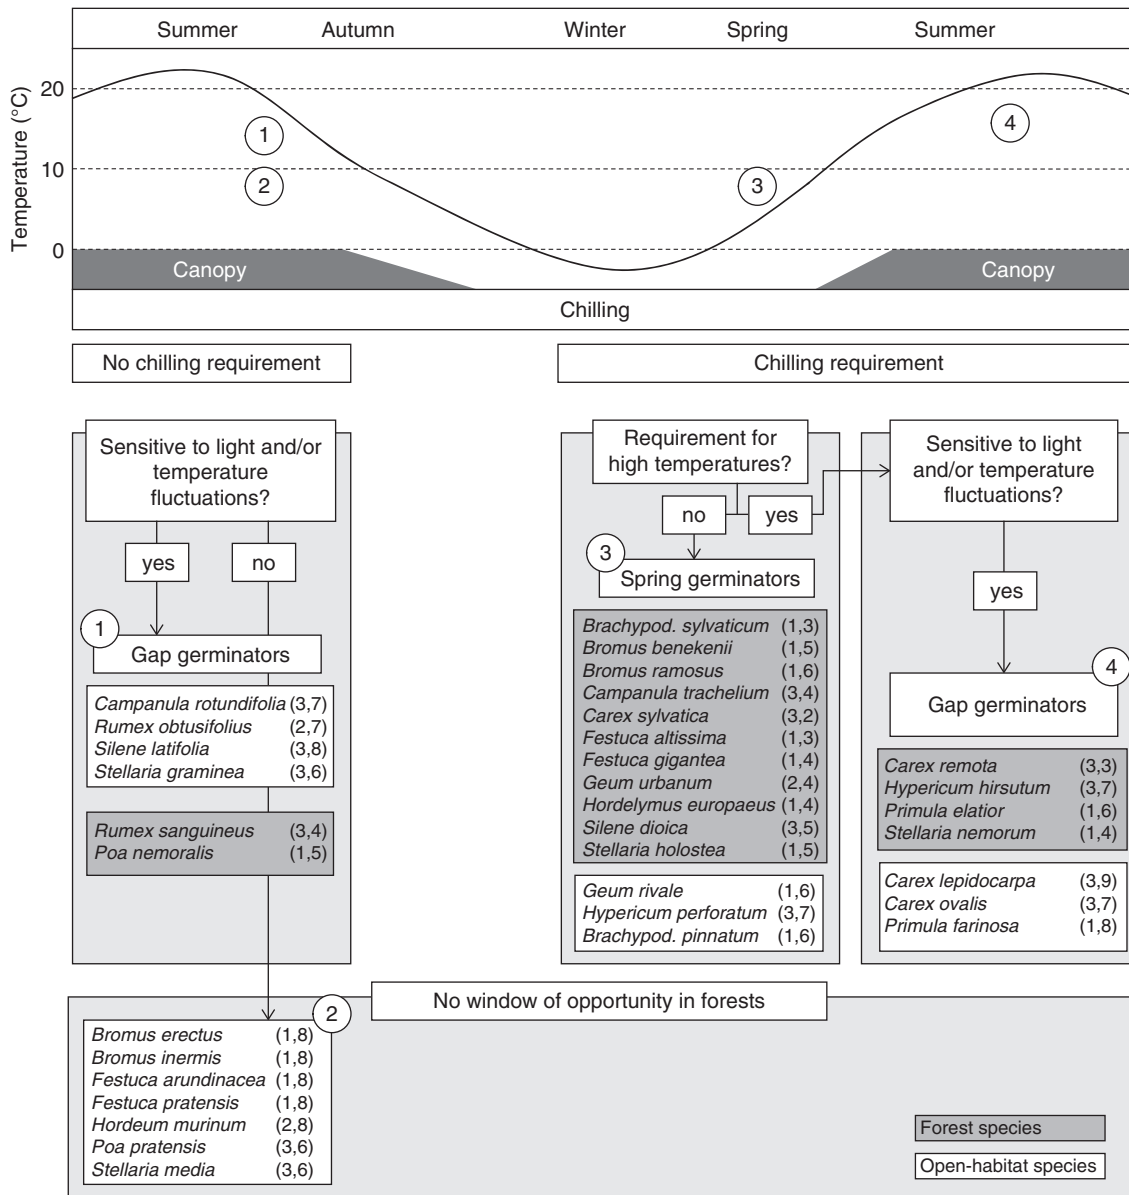 Summer Autumn Winter Spring Summer
Temperature (°C)
20
10
0
1
2
3
4
Canopy
Canopy
Chilling
No chilling requirement
Chilling requirement
Sensitive to light and/or
temperature
fluctuations?
yes
no
1
Gap germinators
Campanula rotundifolia (3,7)
Rumex obtusifolius (2,7)
Silene latifolia (3,8)
Stellaria graminea (3,6)
Rumex sanguineus (3,4)
Poa nemoralis (1,5)
Requirement for
high temperatures?
no
yes
3
Spring germinators
Brachypod. sylvaticum (1,3)
Bromus benekenii (1,5)
Bromus ramosus (1,6)
Campanula trachelium (3,4)
Carex sylvatica (3,2)
Festuca altissima (1,3)
Festuca gigantea (1,4)
Geum urbanum (2,4)
Hordelymus europaeus (1,4)
Silene dioica (3,5)
Stellaria holostea (1,5)
Geum rivale (1,6)
Hypericum perforatum (3,7)
Brachypod. pinnatum (1,6)
Sensitive to light
and/or temperature
fluctuations?
yes
4
Gap germinators
Carex remota (3,3)
Hypericum hirsutum (3,7)
Primula elatior (1,6)
Stellaria nemorum (1,4)
Carex lepidocarpa (3,9)
Carex ovalis (3,7)
Primula farinosa (1,8)
No window of opportunity in forests
2
Bromus erectus (1,8)
Bromus inermis (1,8)
Festuca arundinacea (1,8)
Festuca pratensis (1,8)
Hordeum murinum (2,8)
Poa pratensis (3,6)
Stellaria media (3,6)
Forest species
Open-habitat species